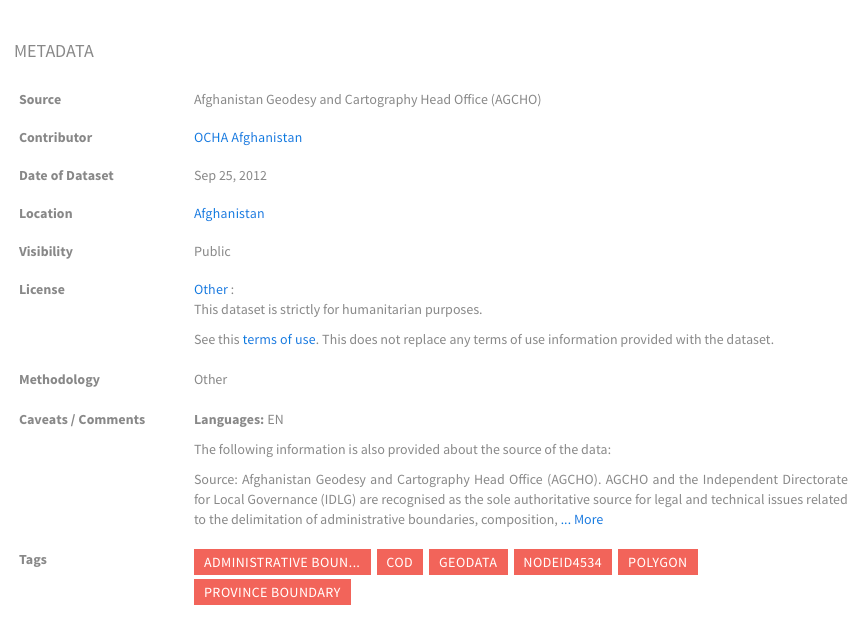 METADATA
Source Afghanistan Geodesy and Cartography Head Office (AGCHO)
Contributor OCHA Afghanistan
Date of Dataset Sep 25, 2012
Location Afghanistan
Visibility Public
License Other :
This dataset is strictly for humanitarian purposes.
See this terms of use. This does not replace any terms of use information provided with the dataset.
Methodology Other
Caveats / Comments Languages: EN
The following information is also provided about the source of the data:
Source: Afghanistan Geodesy and Cartography Head Office (AGCHO). AGCHO and the Independent Directorate
for Local Governance (IDLG) are recognised as the sole authoritative source for legal and technical issues related
to the delimitation of administrative boundaries, composition, ... More
Tags ADMINISTRATIVE BOUN... COD GEODATA NODEID4534 POLYGON
PROVINCE BOUNDARY